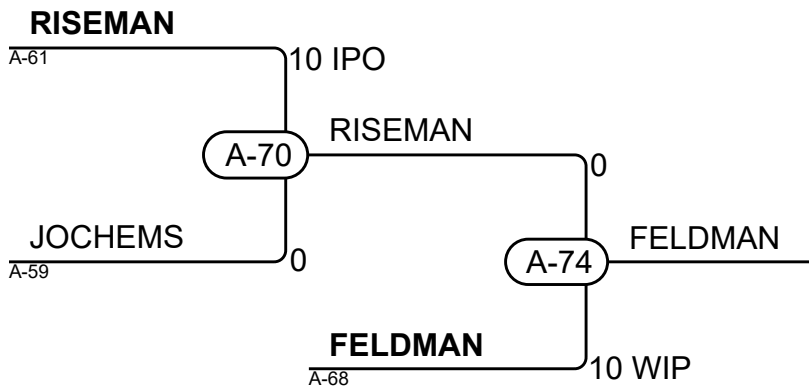 RISEMAN
A-61
10 IPO
A-70
RISEMAN
0
JOCHEMS
A-59
0
A-74
FELDMAN
FELDMAN
A-68
10 WIP